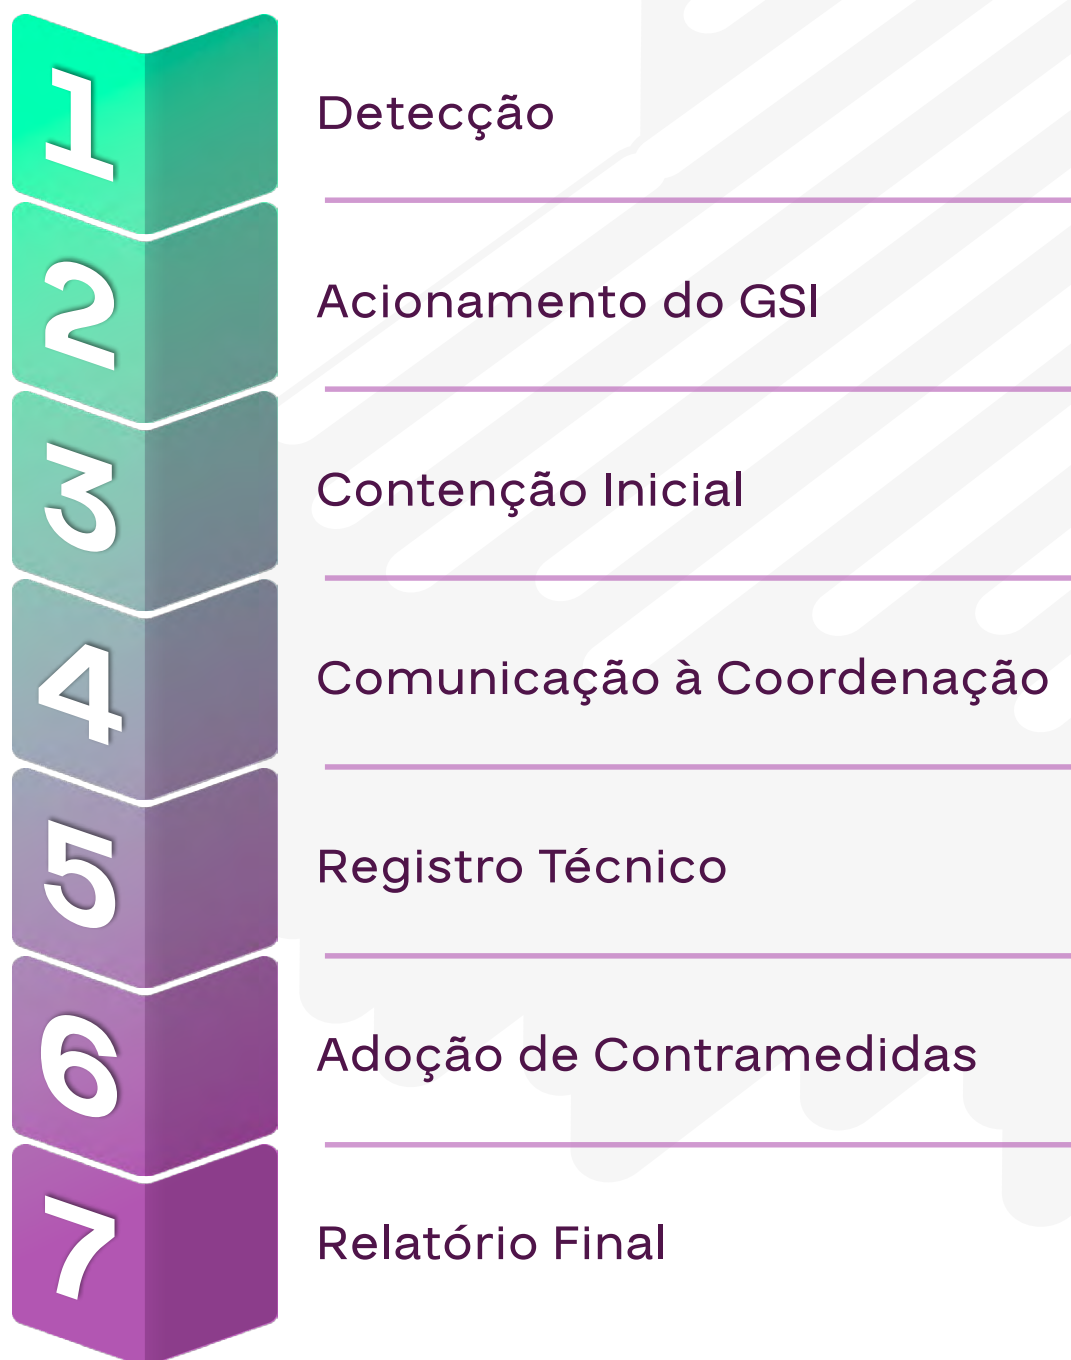 1
Detecção
2
Acionamento do GSI
3
Contenção Inicial
4
Comunicação à Coordenação
5
Registro Técnico
6
Adoção de Contramedidas
7
Relatório Final